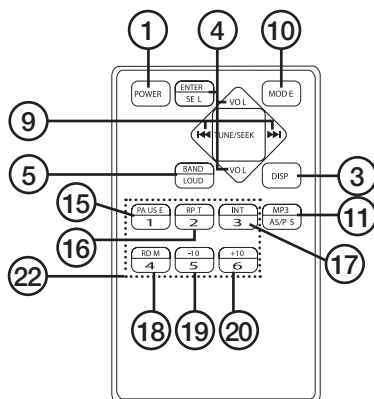 1 4 10
POWER ENTER MOD E
SE L VO L
9 TUNE/SEEK
5 BAND VO L DISP 3
LOUD
15 PA US E RP T INT MP3
1 2 3 AS/P S 11
16 17
22 RD M -10 +10
4 5 6
18 19 20